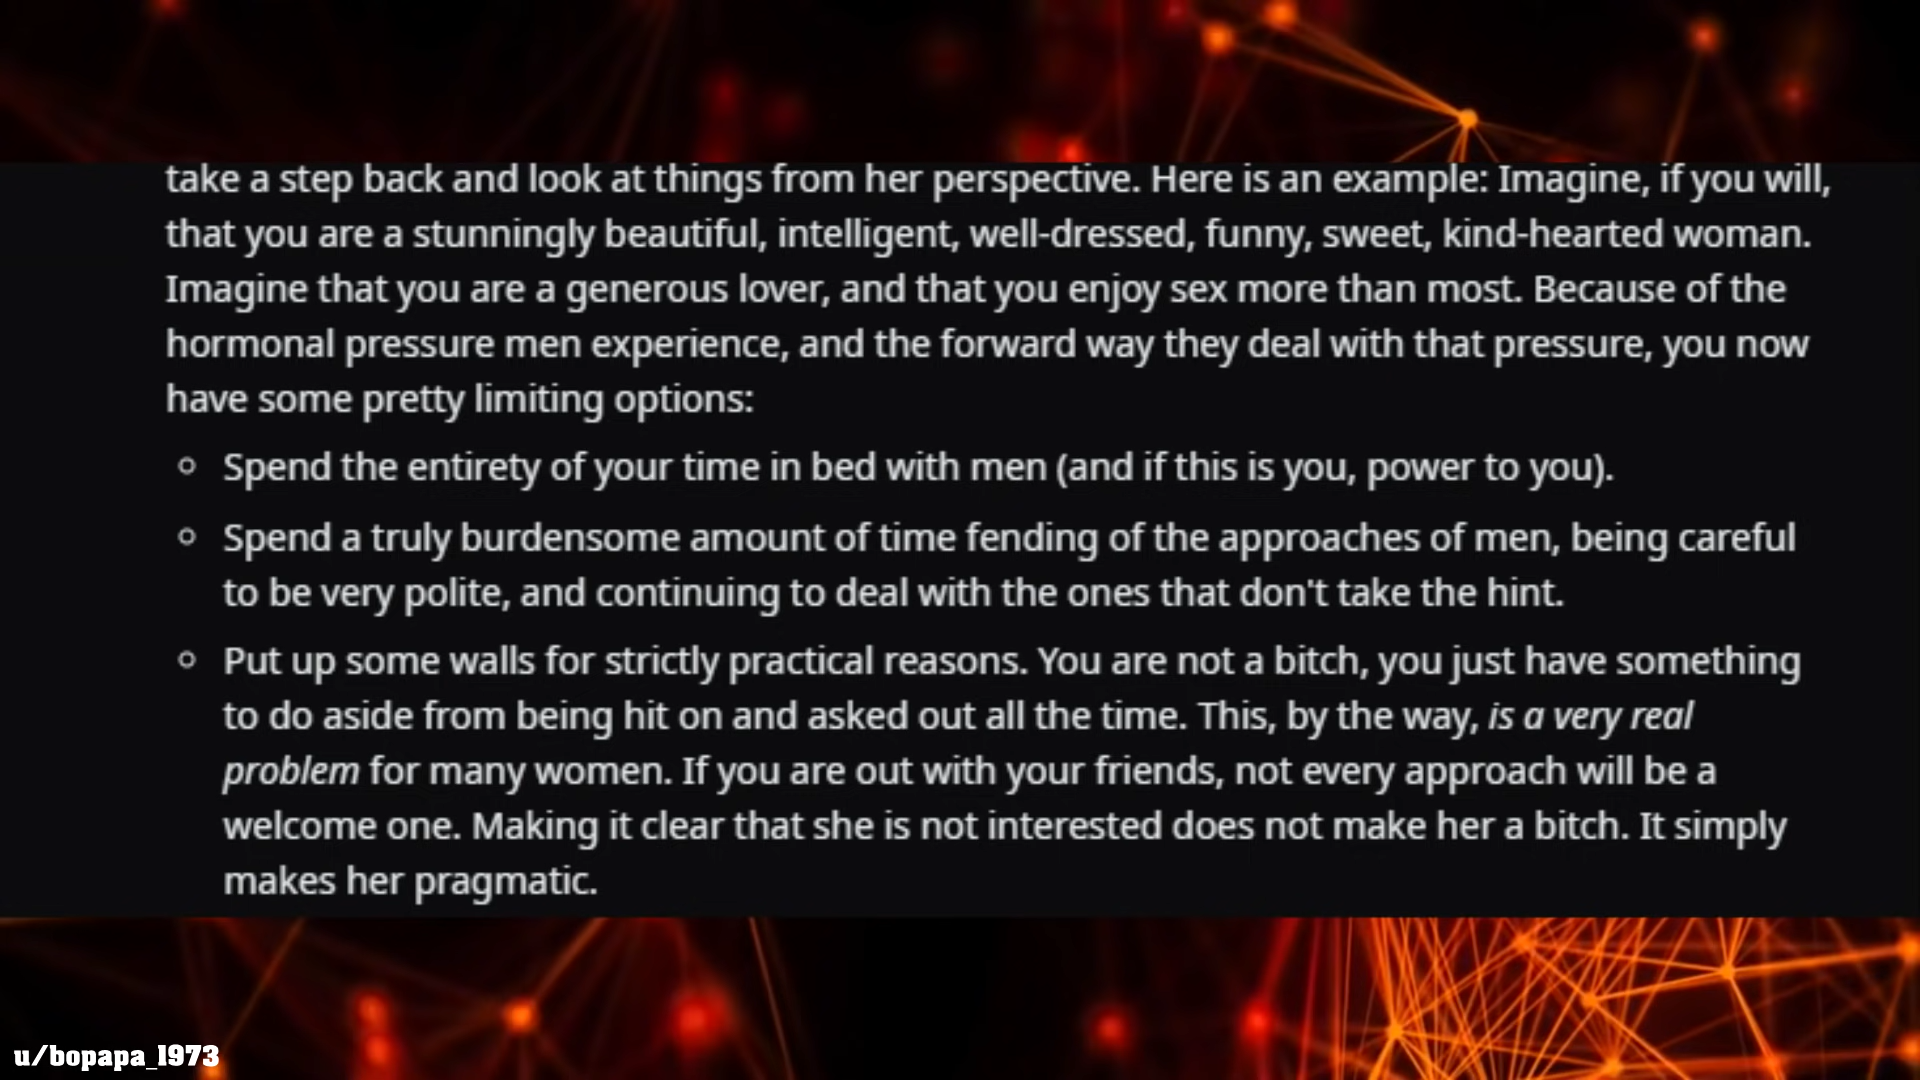 take a step back and look at things from her perspective. Here is an example: Imagine, if you will,
that you are a stunningly beautiful, intelligent, well-dressed, funny, sweet, kind-hearted woman.
Imagine that you are a generous lover, and that you enjoy sex more than most. Because of the
hormonal pressure men experience, and the forward way they deal with that pressure, you now
have some pretty limiting options:
Spend the entirety of your time in bed with men (and if this is you, power to you).
Spend a truly burdensome amount of time fending of the approaches of men, being careful
to be very polite, and continuing to deal with the ones that don't take the hint.
Put up some walls for strictly practical reasons. You are not a bitch, you just have something
to do aside from being hit on and asked out all the time. This, by the way, is a very real
problem for many women. If you are out with your friends, not every approach will be a
welcome one. Making it clear that she is not interested does not make her a bitch. It simply
makes her pragmatic.
u/bopapa_1973